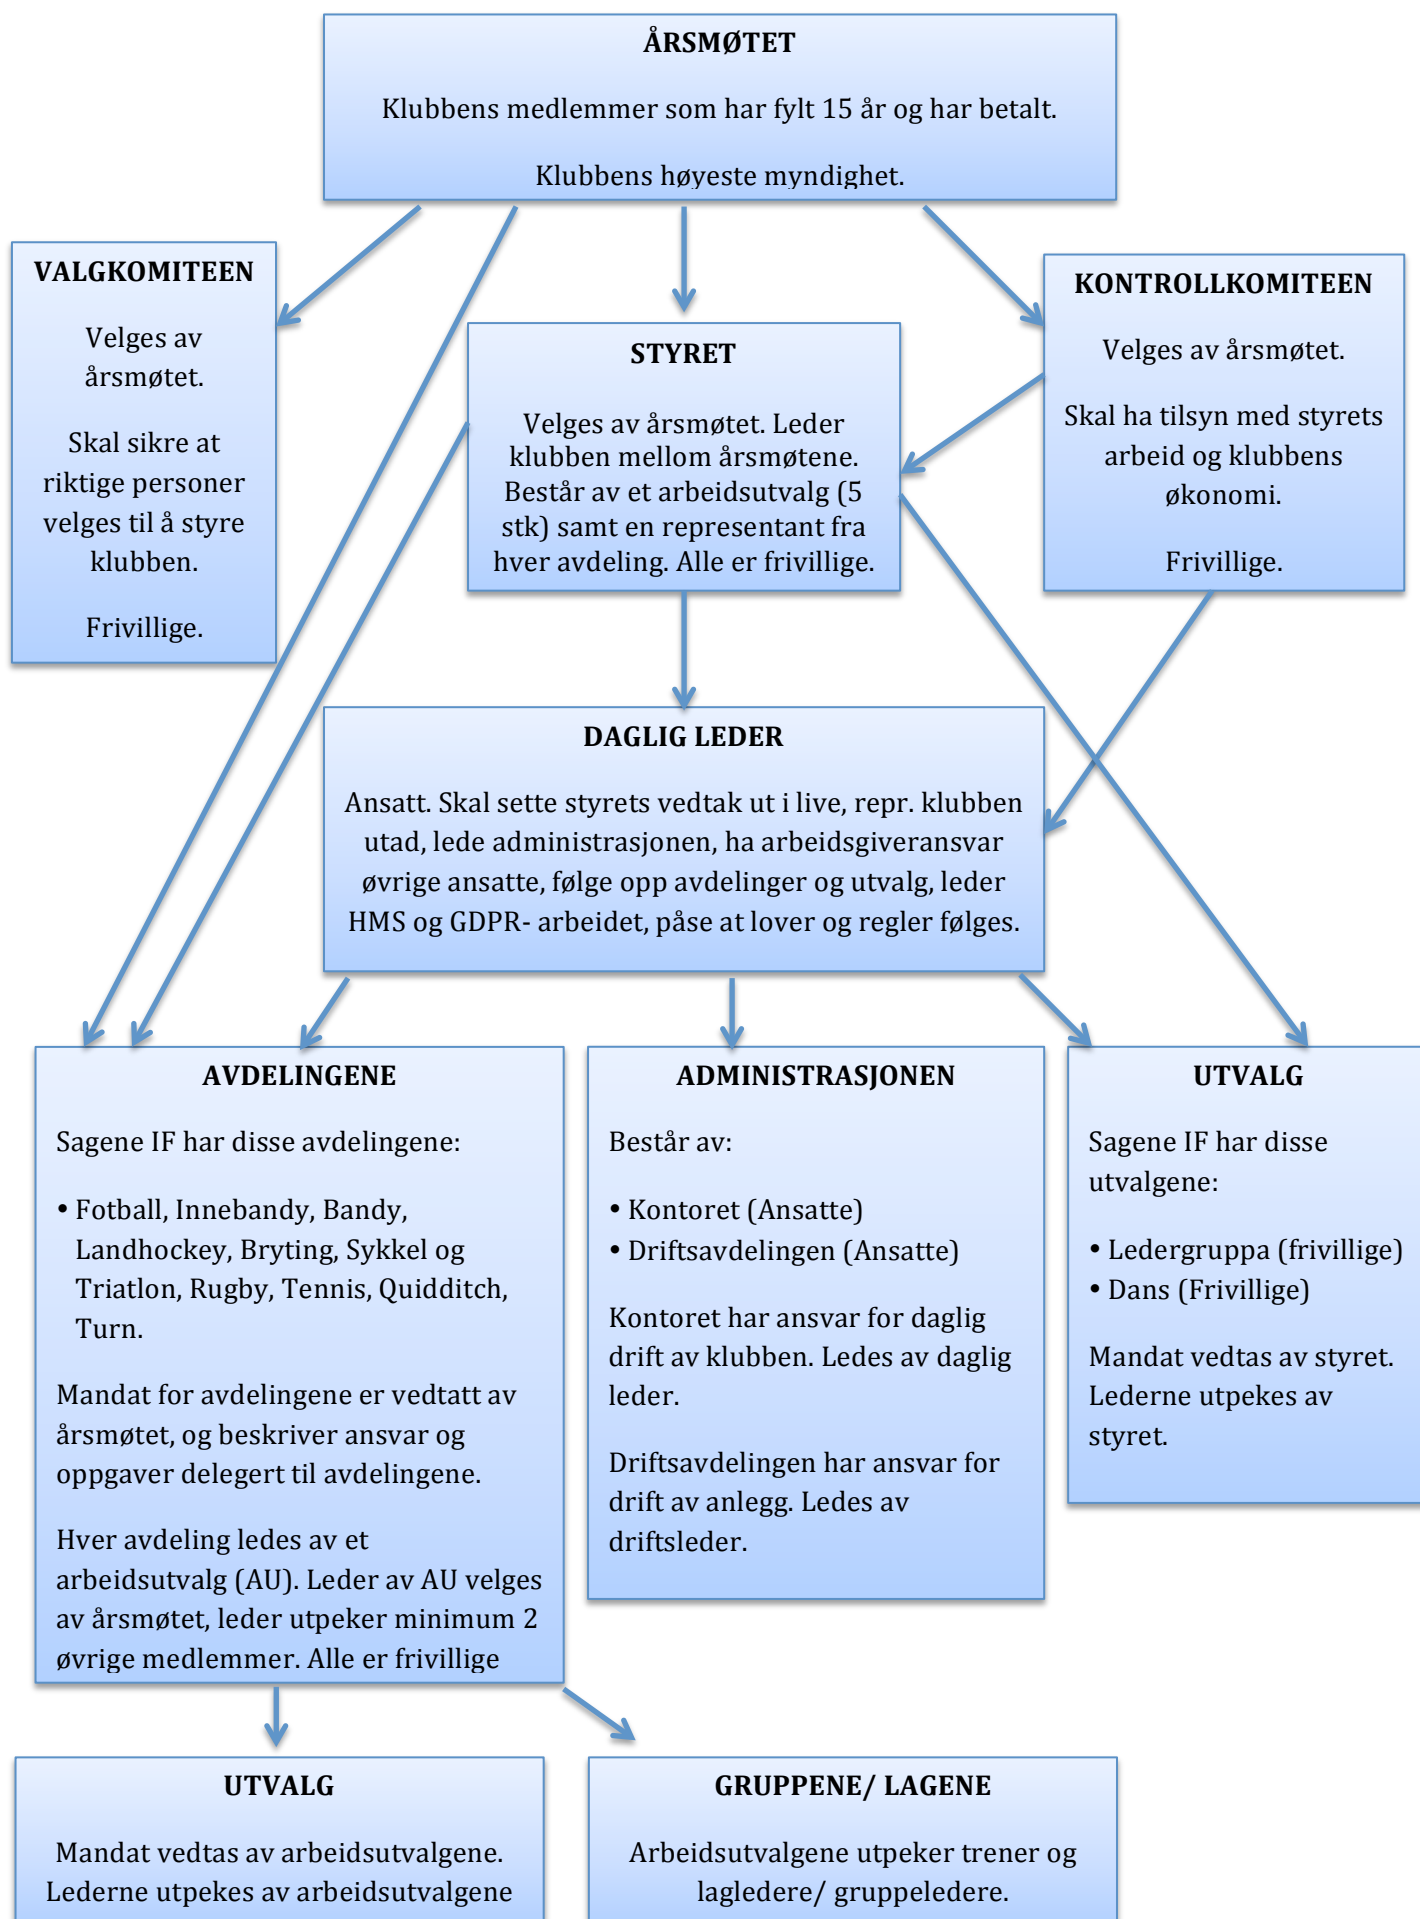 ÅRSMØTET
Klubbens medlemmer som har fylt 15 år og har betalt.
Klubbens høyeste myndighet.
VALGKOMITEEN
Velges av
årsmøtet.
Skal sikre at
riktige personer
velges til å styre
klubben.
Frivillige.
STYRET
Velges av årsmøtet. Leder
klubben mellom årsmøtene.
Består av et arbeidsutvalg (5
stk) samt en representant fra
hver avdeling. Alle er frivillige.
KONTROLLKOMITEEN
Velges av årsmøtet.
Skal ha tilsyn med styrets
arbeid og klubbens
økonomi.
Frivillige.
DAGLIG LEDER
Ansatt. Skal sette styrets vedtak ut i live, repr. klubben
utad, lede administrasjonen, ha arbeidsgiveransvar
øvrige ansatte, følge opp avdelinger og utvalg, leder
HMS og GDPR- arbeidet, påse at lover og regler følges.
AVDELINGENE
Sagene IF har disse avdelingene:
• Fotball, Innebandy, Bandy,
Landhockey, Bryting, Sykkel og
Triatlon, Rugby, Tennis, Quidditch,
Turn.
Mandat for avdelingene er vedtatt av
årsmøtet, og beskriver ansvar og
oppgaver delegert til avdelingene.
Hver avdeling ledes av et
arbeidsutvalg (AU). Leder av AU velges
av årsmøtet, leder utpeker minimum 2
øvrige medlemmer. Alle er frivillige
ADMINISTRASJONEN
Består av:
• Kontoret (Ansatte)
• Driftsavdelingen (Ansatte)
Kontoret har ansvar for daglig
drift av klubben. Ledes av daglig
leder.
Driftsavdelingen har ansvar for
drift av anlegg. Ledes av
driftsleder.
UTVALG
Sagene IF har disse
utvalgene:
• Ledergruppa (frivillige)
• Dans (Frivillige)
Mandat vedtas av styret.
Lederne utpekes av
styret.
UTVALG
Mandat vedtas av arbeidsutvalgene.
Lederne utpekes av arbeidsutvalgene
GRUPPENE/ LAGENE
Arbeidsutvalgene utpeker trener og
lagledere/ gruppeledere.